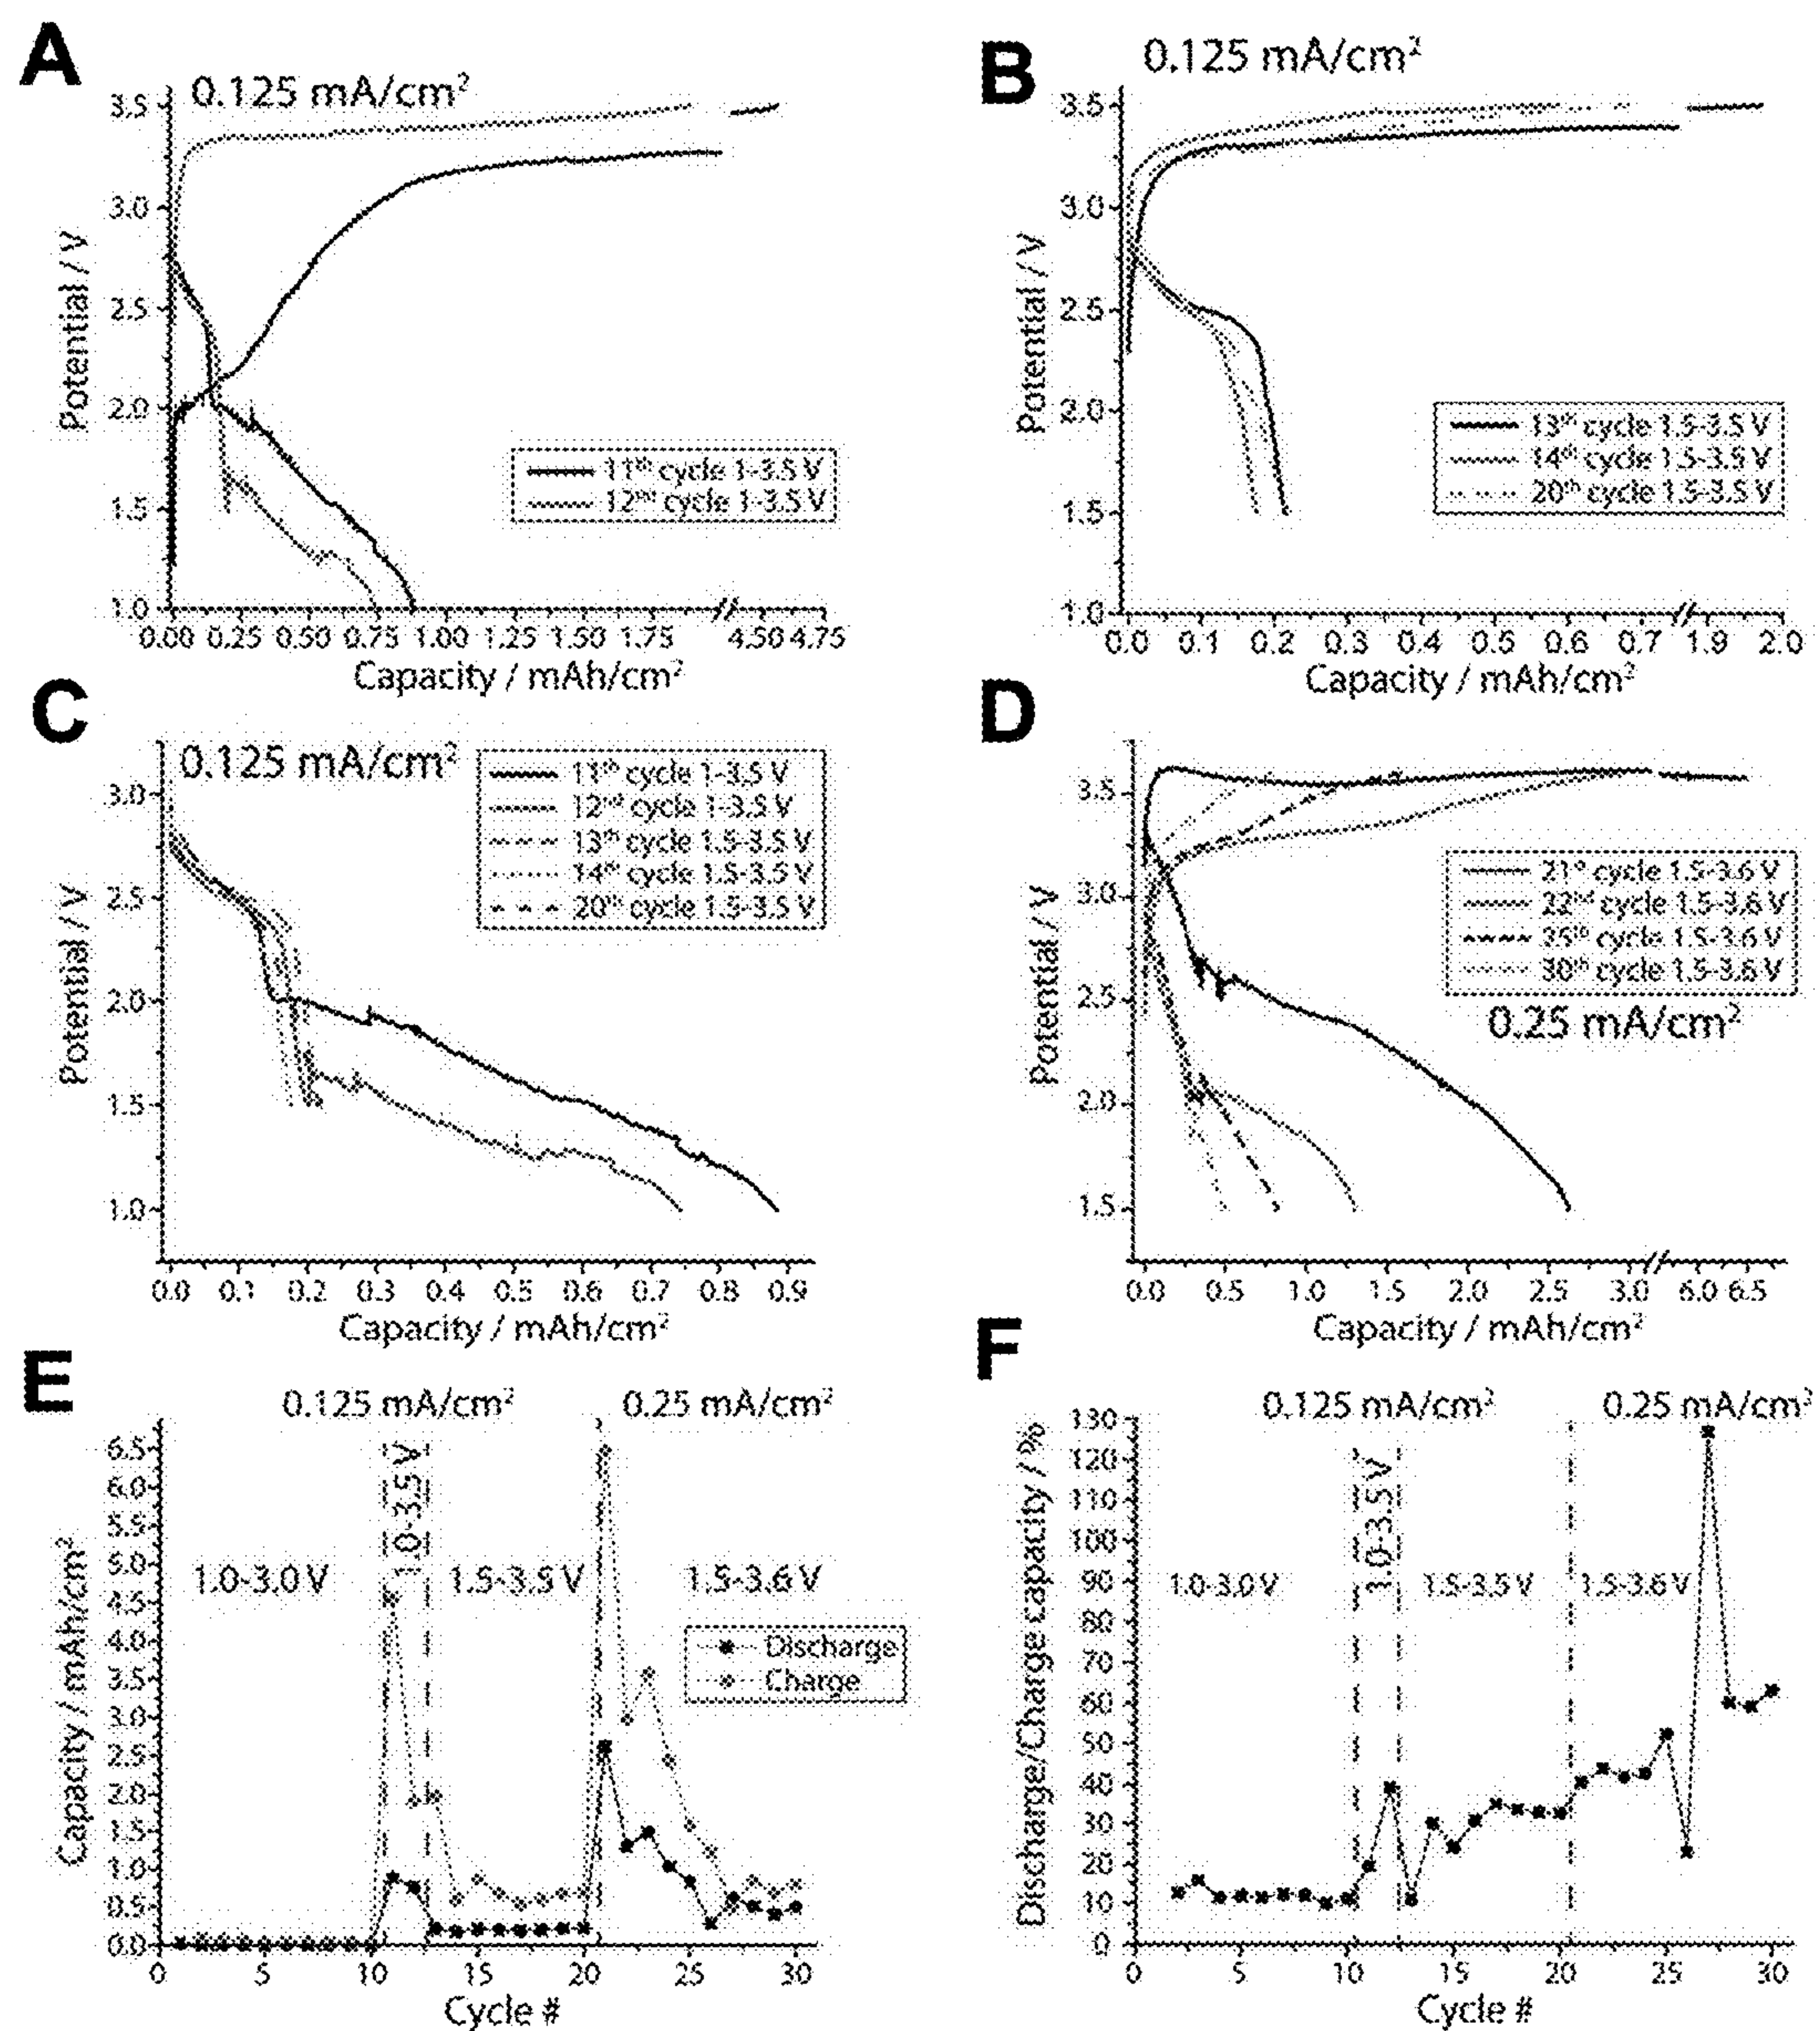 A
0.125 mA/cm²
3.5
3.0
2.5
2.0
1.5
1.0
Potential / V
11th cycle 1-3.5 V
12nd cycle 1-3.5 V
0.00 0.25 0.50 0.75 1.00 1.25 1.50 1.75 4.50 4.75
Capacity / mAh/cm²
B
0.125 mA/cm²
3.5
3.0
2.5
2.0
1.5
1.0
Potential / V
13th cycle 1.5-3.5 V
14th cycle 1.5-3.5 V
20th cycle 1.5-3.5 V
0.0 0.1 0.2 0.3 0.4 0.5 0.6 0.7 1.9 2.0
Capacity / mAh/cm²
C
0.125 mA/cm²
11th cycle 1-3.5 V
12nd cycle 1-3.5 V
13th cycle 1.5-3.5 V
14th cycle 1.5-3.5 V
20th cycle 1.5-3.5 V
3.0
2.5
2.0
1.5
1.0
Potential / V
0.0 0.1 0.2 0.3 0.4 0.5 0.6 0.7 0.8 0.9
Capacity / mAh/cm²
D
3.5
3.0
2.5
2.0
1.5
Potential / V
21st cycle 1.5-3.6 V
22nd cycle 1.5-3.6 V
25th cycle 1.5-3.6 V
30th cycle 1.5-3.6 V
0.25 mA/cm²
0.0 0.5 1.0 1.5 2.0 2.5 3.0 6.0 6.5
Capacity / mAh/cm²
E
0.125 mA/cm² 0.25 mA/cm²
6.5
6.0
5.5
5.0
4.5
4.0
3.5
3.0
2.5
2.0
1.5
1.0
0.5
0.0
Capacity / mAh/cm²
1.0-3.0 V
1.0-3.5 V
1.5-3.5 V
1.5-3.6 V
Discharge
Charge
0 5 10 15 20 25 30
Cycle #
F
0.125 mA/cm² 0.25 mA/cm²
130
120
110
100
90
80
70
60
50
40
30
20
10
0
Discharge/Charge capacity / %
1.0-3.0 V
1.0-3.5 V
1.5-3.5 V
1.5-3.6 V
0 5 10 15 20 25 30
Cycle #